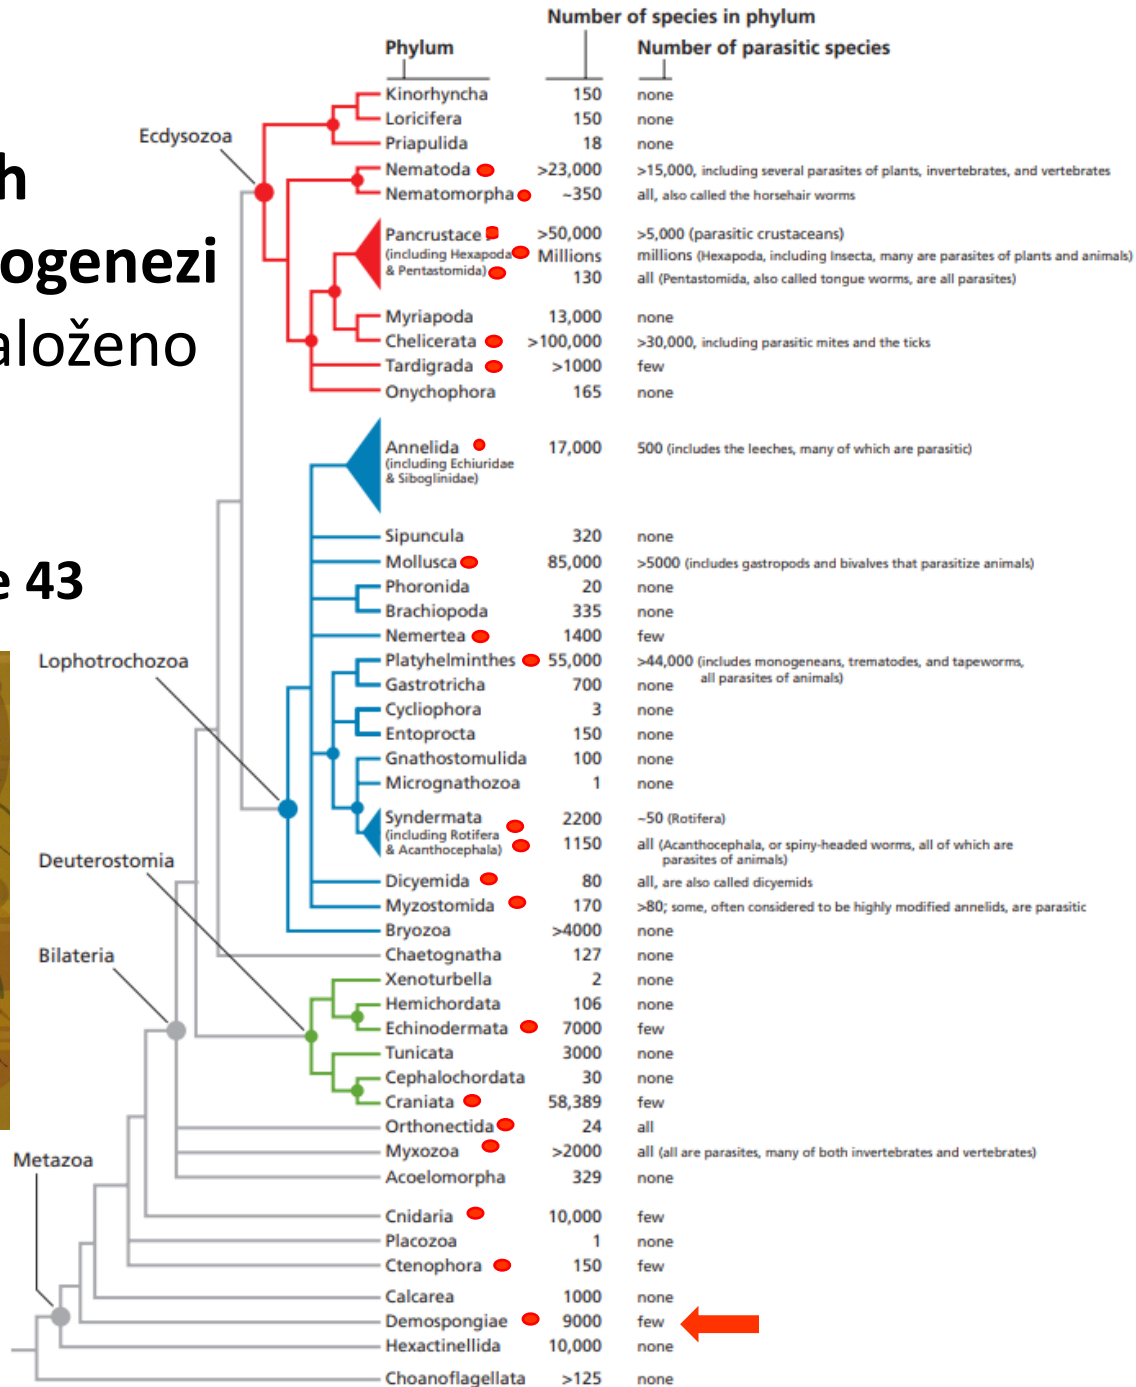 h
ogenezi
aloženo
e 43
Number of species in phylum
Phylum
Number of parasitic species
Kinorhyncha 150 none
Loricifera 150 none
Priapulida 18 none
Ecdysozoa
Nematoda >23,000 >15,000, including several parasites of plants, invertebrates, and vertebrates
Nematomorpha ~350 all, also called the horsehair worms
Pancrustace >50,000 >5,000 (parasitic crustaceans)
(including Hexapoda Millions millions (Hexapoda, including Insecta, many are parasites of plants and animals)
& Pentastomida) 130 all (Pentastomida, also called tongue worms, are all parasites)
Myriapoda 13,000 none
Chelicerata >100,000 >30,000, including parasitic mites and the ticks
Tardigrada >1000 few
Onychophora 165 none
Annelida 17,000 500 (includes the leeches, many of which are parasitic)
(including Echiuridae
& Siboglinidae)
Sipuncula 320 none
Mollusca 85,000 >5000 (includes gastropods and bivalves that parasitize animals)
Phoronida 20 none
Brachiopoda 335 none
Nemertea 1400 few
Lophotrochozoa
Platyhelminthes 55,000 >44,000 (includes monogeneans, trematodes, and tapeworms,
all parasites of animals)
Gastrotricha 700 none
Cycliophora 3 none
Entoprocta 150 none
Gnathostomulida 100 none
Micrognathozoa 1 none
Syndermata 2200 ~50 (Rotifera)
(including Rotifera
& Acanthocephala) 1150 all (Acanthocephala, or spiny-headed worms, all of which are
parasites of animals)
Deuterostomia
Dicyemida 80 all, are also called dicyemids
Myzostomida 170 >80; some, often considered to be highly modified annelids, are parasitic
Bryozoa >4000 none
Bilateria
Chaetognatha 127 none
Xenoturbella 2 none
Hemichordata 106 none
Echinodermata 7000 few
Tunicata 3000 none
Cephalochordata 30 none
Craniata 58,389 few
Orthonectida 24 all
Myxozoa >2000 all (all are parasites, many of both invertebrates and vertebrates)
Metazoa
Acoelomorpha 329 none
Cnidaria 10,000 few
Placozoa 1 none
Ctenophora 150 few
Calcarea 1000 none
Demospongiae 9000 few
Hexactinellida 10,000 none
Choanoflagellata >125 none